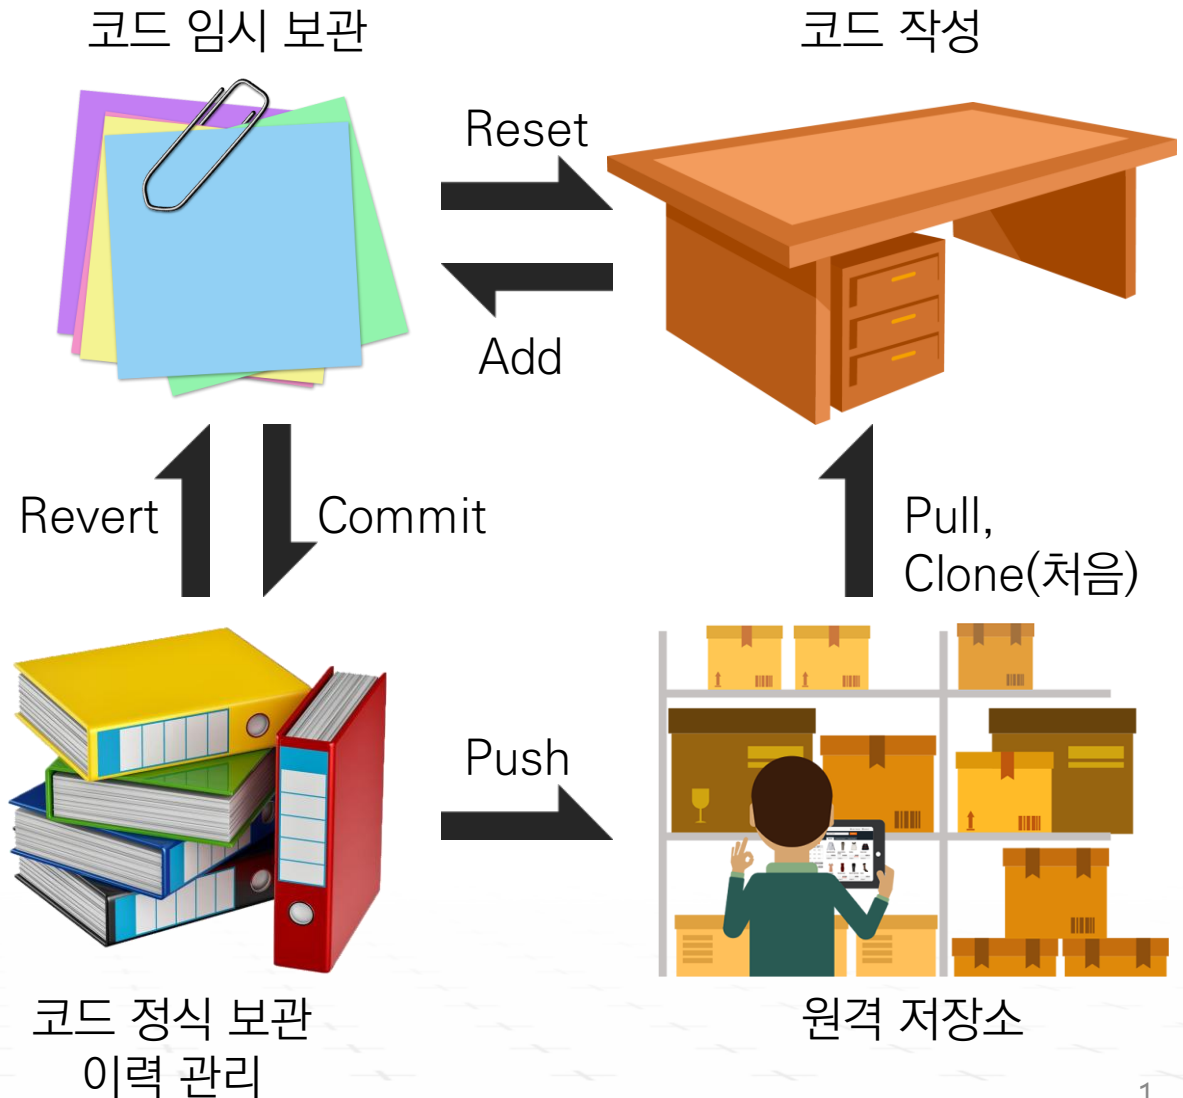 코드 임시 보관
코드 작성
Reset
Add
Revert
Commit
Pull,
Clone(처음)
Push
코드 정식 보관
이력 관리
원격 저장소
1